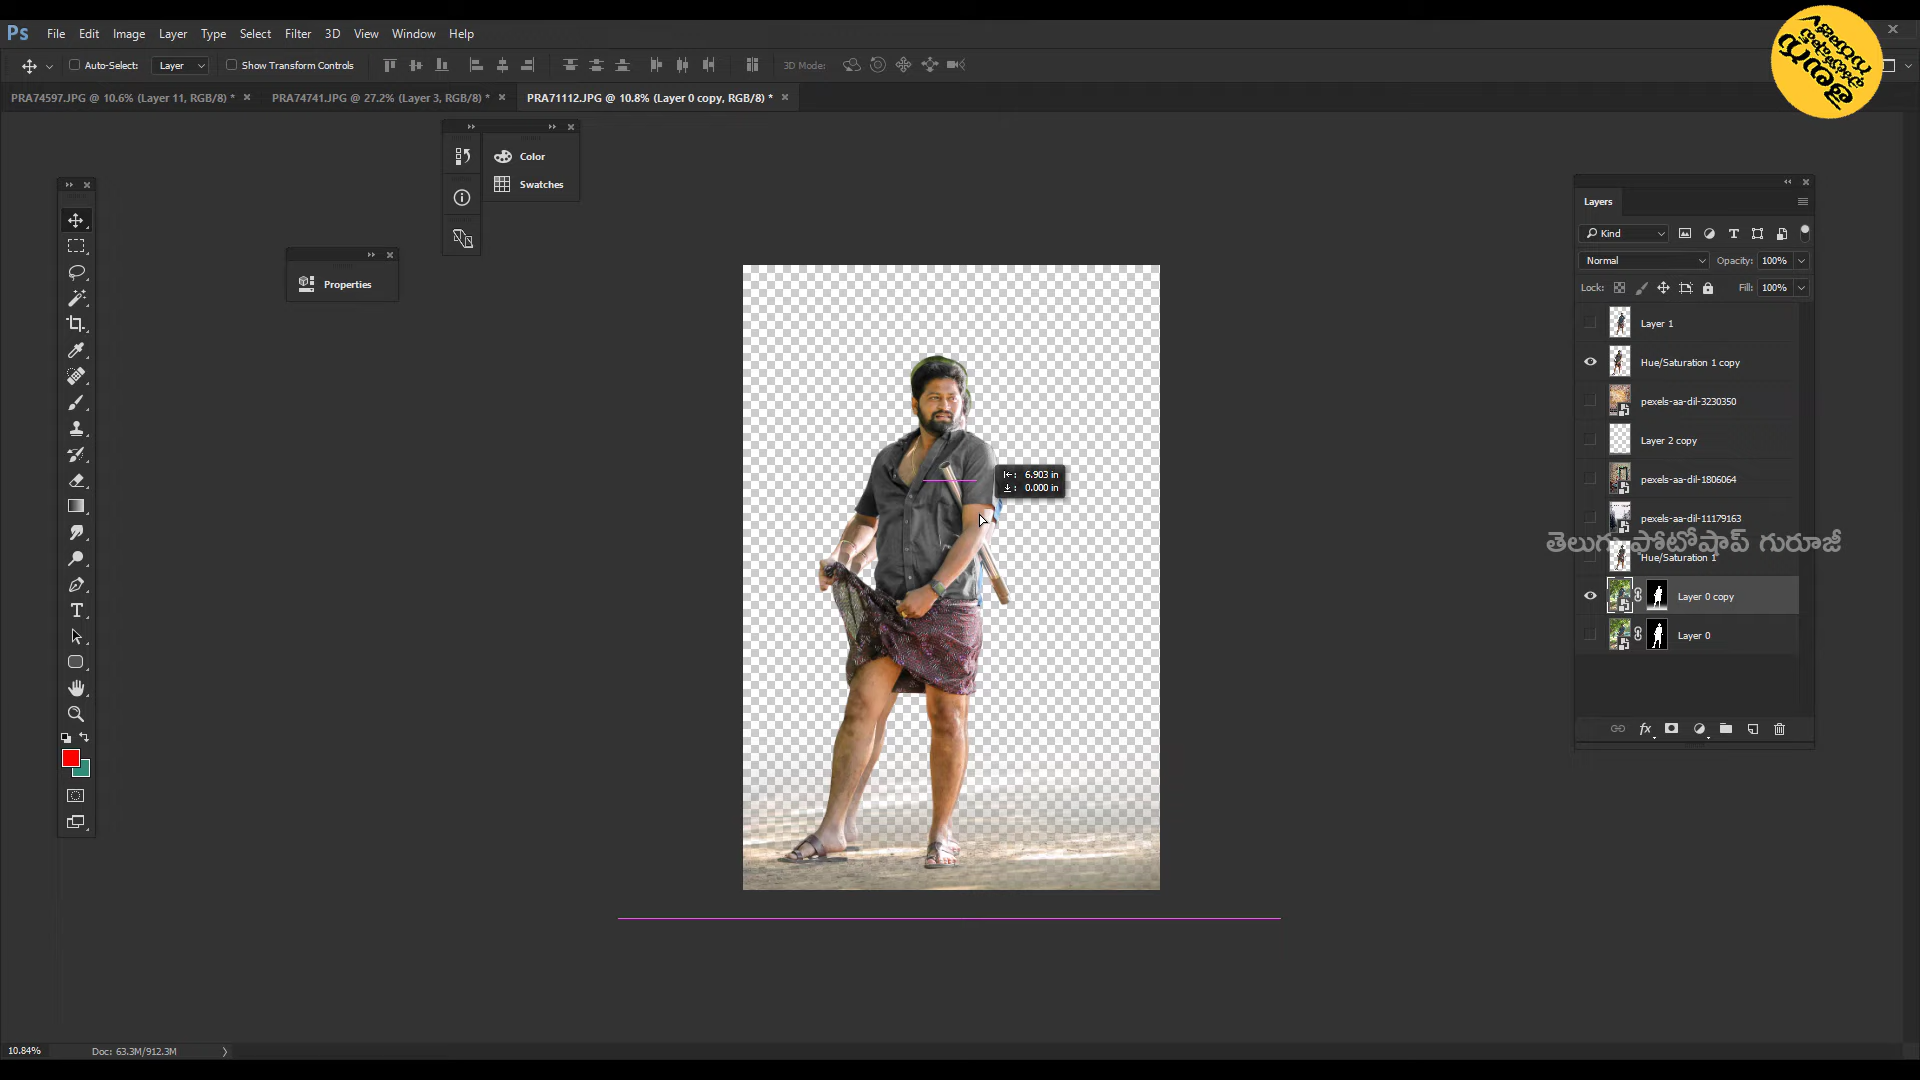 Ps File Edit Image Layer Type Select Filter 3D View Window Help
Auto-Select: Layer Show Transform Controls 3D Mode:
PRA74597.JPG @ 10.6% (Layer 11, RGB/8) * × PRA74741.JPG @ 27.2% (Layer 3, RGB/8) * × PRA71112.JPG @ 10.8% (Layer 0 copy, RGB/8) * ×
Color
Swatches
Properties
Layers
Kind
Normal Opacity: 100%
Lock: Fill: 100%
Layer 1
Hue/Saturation 1 copy
pexels-aa-dil-3230350
Layer 2 copy
6.903 in
0.000 in
pexels-aa-dil-1806064
pexels-aa-dil-11179163
తెలుగు ఫోటోషాప్ గురూజీ
Hue/Saturation 1
Layer 0 copy
Layer 0
fx
10.84% Doc: 63.3M/912.3M